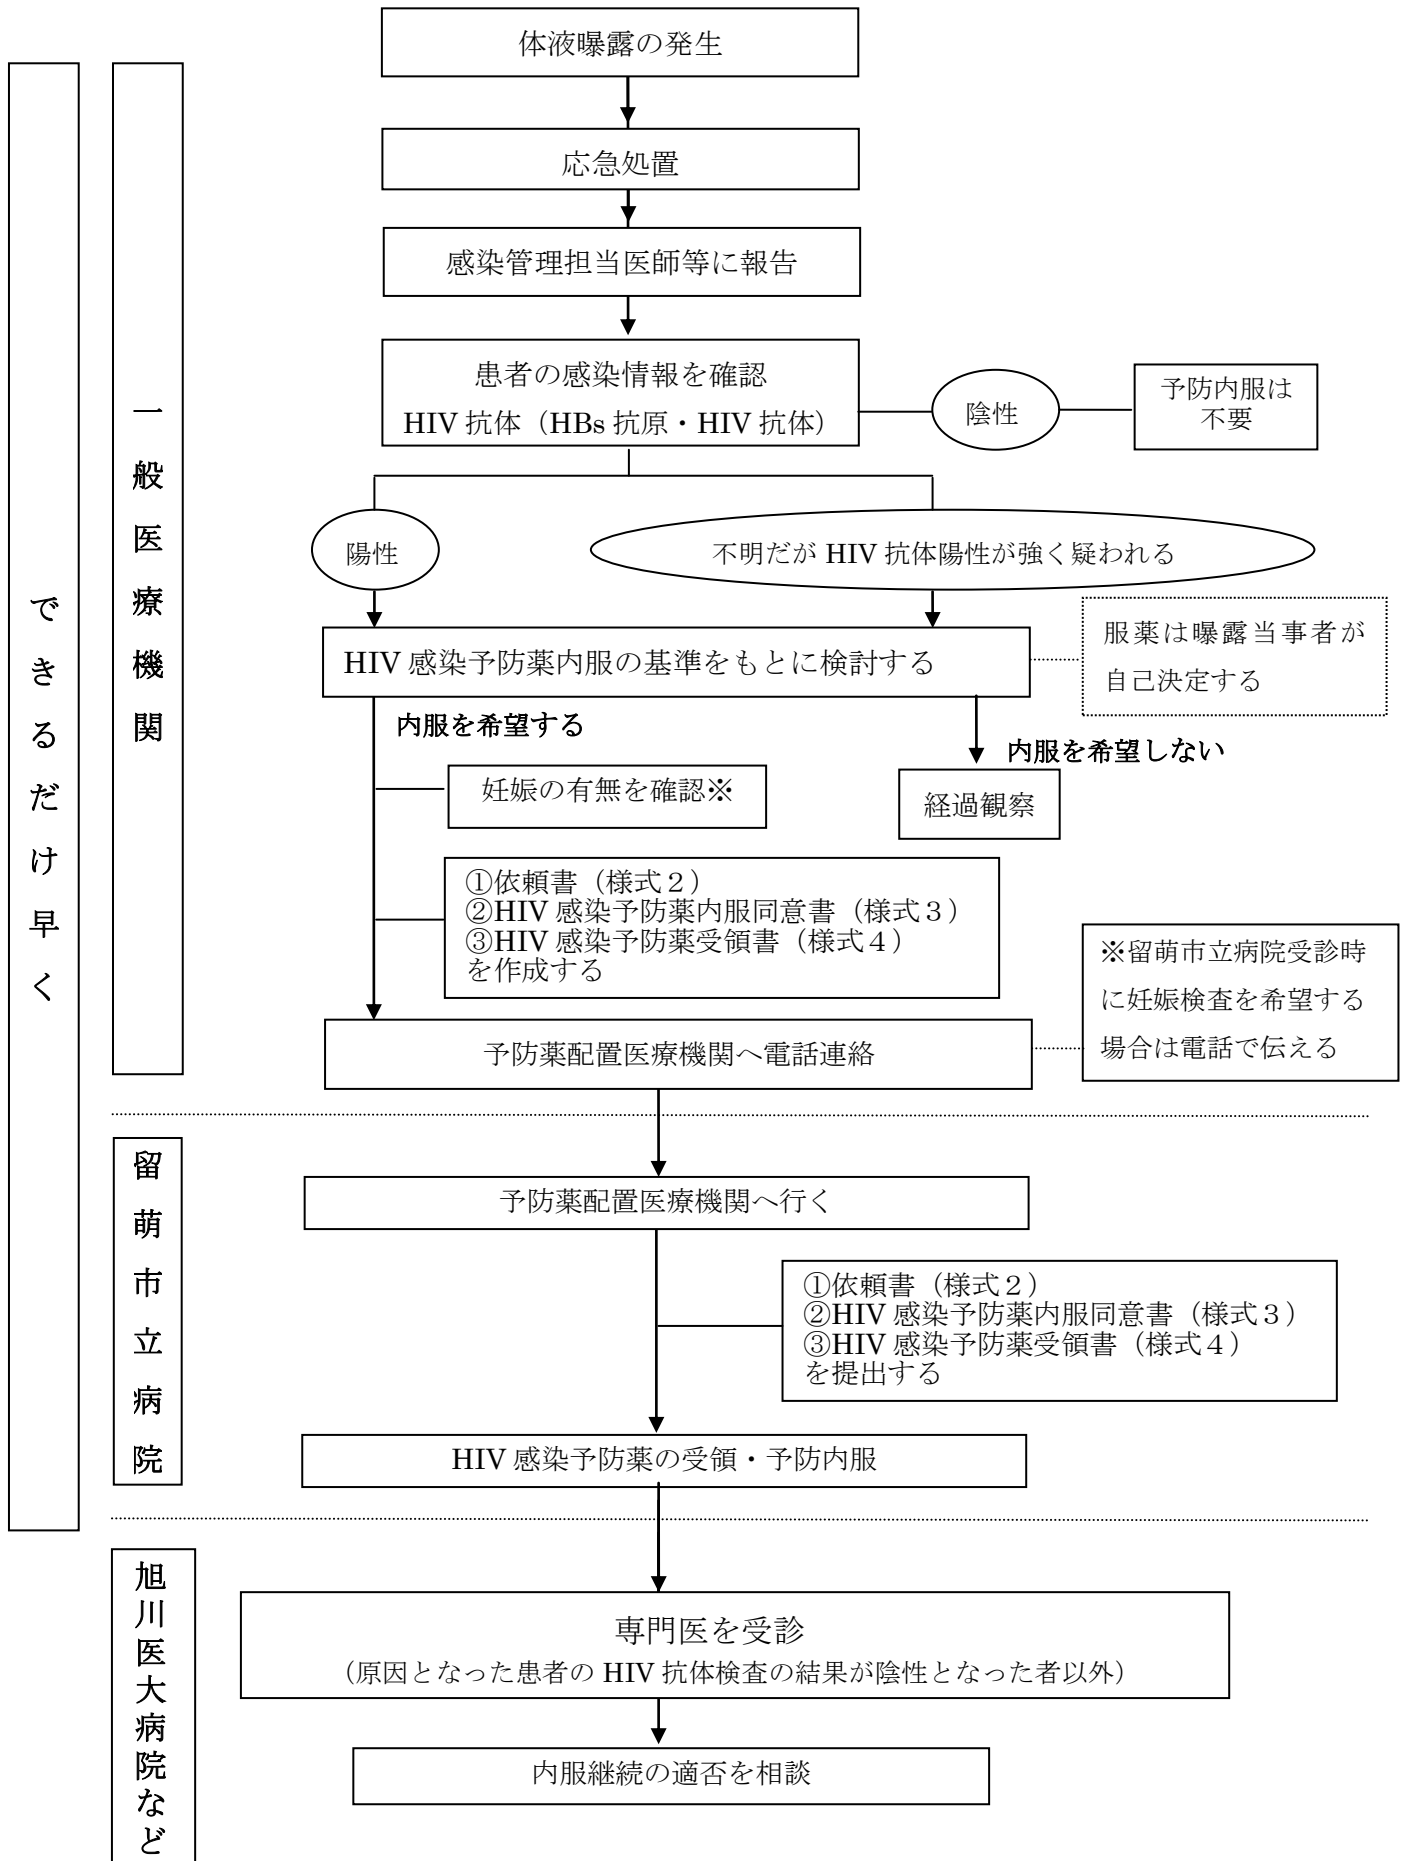 体液曝露の発生
応急処置
感染管理担当医師等に報告
患者の感染情報を確認
HIV 抗体（HBs 抗原・HIV 抗体）
陰性
予防内服は
不要
陽性
不明だが HIV 抗体陽性が強く疑われる
HIV 感染予防薬内服の基準をもとに検討する
服薬は曝露当事者が
自己決定する
内服を希望する
内服を希望しない
妊娠の有無を確認※
経過観察
①依頼書（様式２）
②HIV 感染予防薬内服同意書（様式３）
③HIV 感染予防薬受領書（様式４）
を作成する
予防薬配置医療機関へ電話連絡
※留萌市立病院受診時
に妊娠検査を希望する
場合は電話で伝える
予防薬配置医療機関へ行く
①依頼書（様式２）
②HIV 感染予防薬内服同意書（様式３）
③HIV 感染予防薬受領書（様式４）
を提出する
HIV 感染予防薬の受領・予防内服
専門医を受診
（原因となった患者の HIV 抗体検査の結果が陰性となった者以外）
内服継続の適否を相談
できるだけ早く
一般医療機関
留萌市立病院
旭川医大病院など